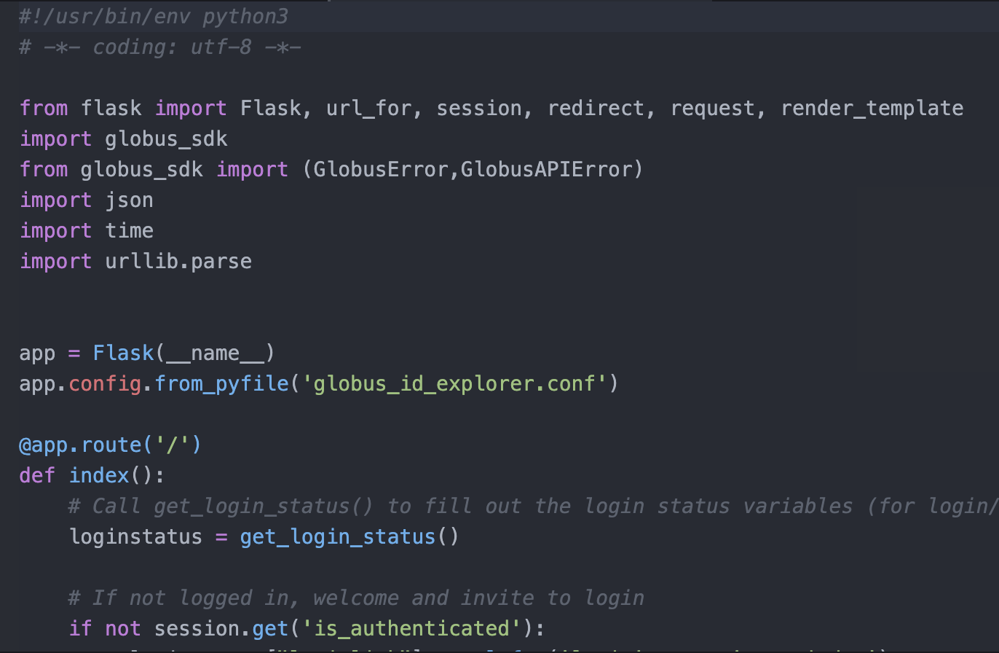 #!/usr/bin/env python3
# -*- coding: utf-8 -*-
from flask import Flask, url_for, session, redirect, request, render_template
import globus_sdk
from globus_sdk import (GlobusError,GlobusAPIError)
import json
import time
import urllib.parse
app = Flask(__name__)
app.config.from_pyfile('globus_id_explorer.conf')
@app.route('/')
def index():
    # Call get_login_status() to fill out the login status variables (for login/
    loginstatus = get_login_status()
    # If not logged in, welcome and invite to login
    if not session.get('is_authenticated'):